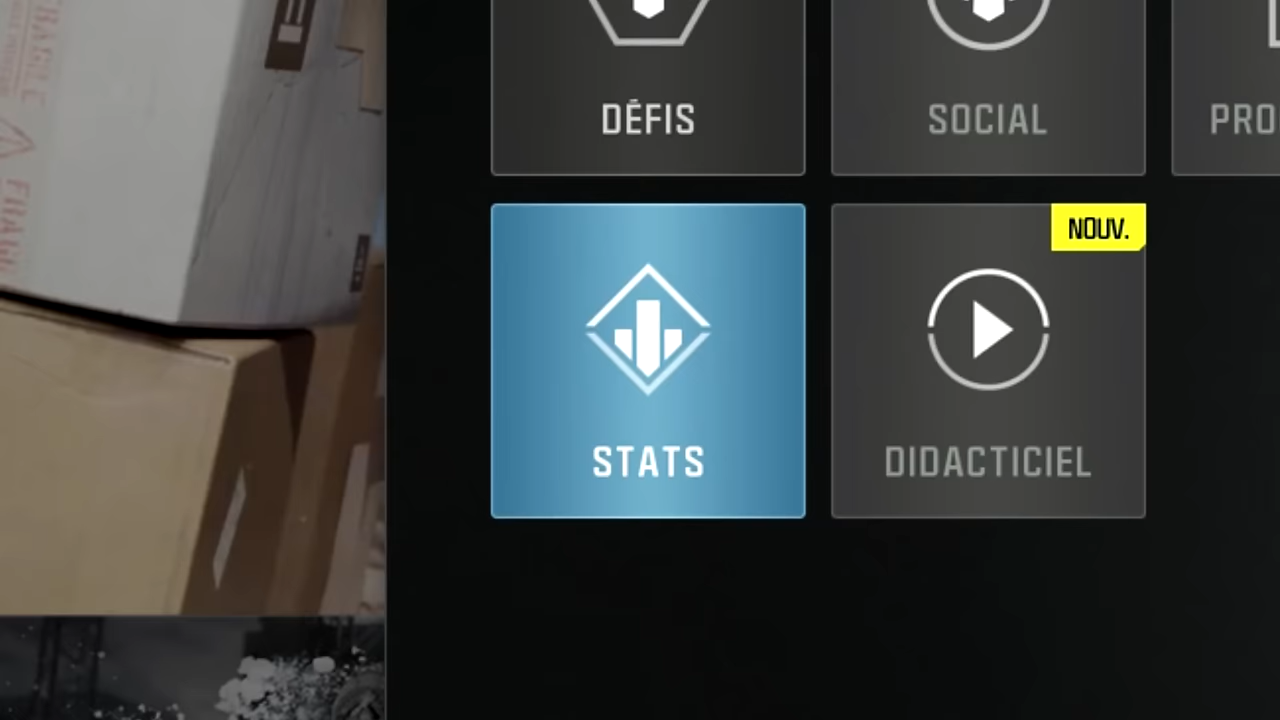 DÉFIS
SOCIAL
PRO
STATS
NOUV.
DIDACTICIEL